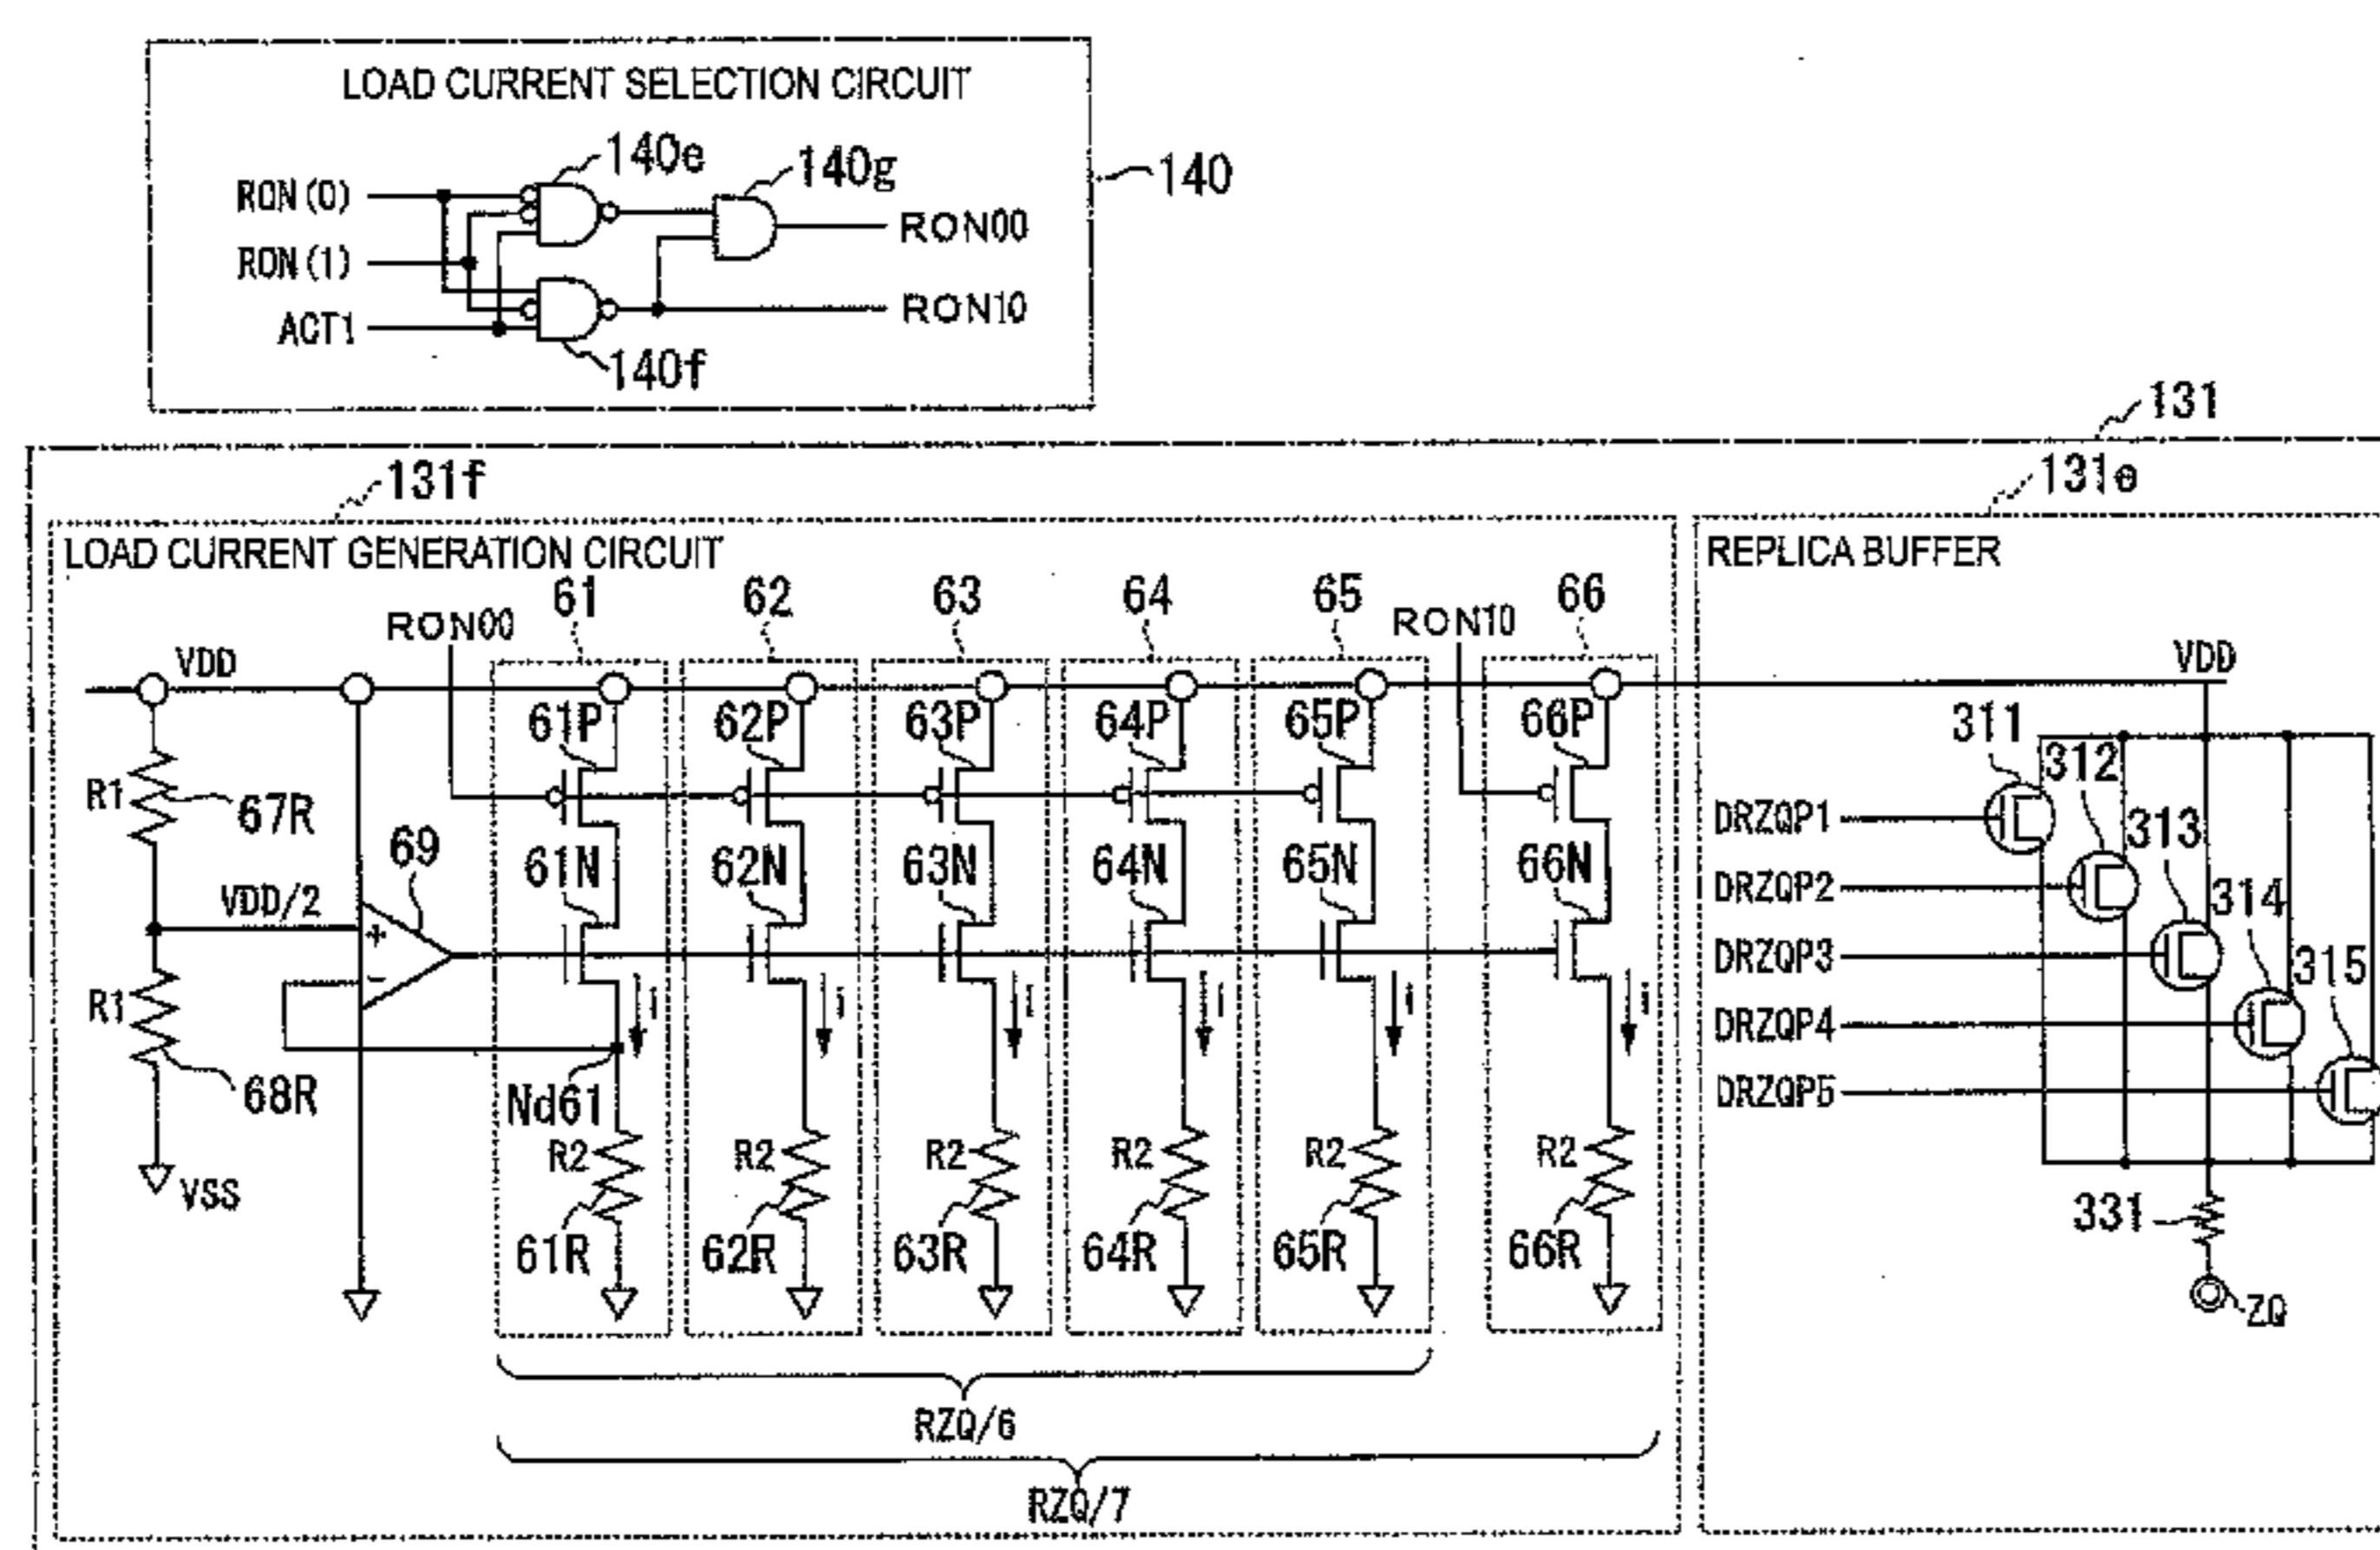 LOAD CURRENT SELECTION CIRCUIT
140e
140g
140
RON(0)
RON00
RON(1)
RON10
ACT1
140f
131
131f
131e
LOAD CURRENT GENERATION CIRCUIT
REPLICA BUFFER
61
62
63
64
65
66
RON00
RON10
VDD
VDD
61P
62P
63P
64P
65P
66P
311
312
R1
67R
DRZQP1
313
69
61N
62N
63N
64N
65N
66N
DRZQP2
VDD/2
314
+
DRZQP3
315
-
i
i
i
i
i
i
R1
DRZQP4
68R
Nd61
DRZQP5
R2
R2
R2
R2
R2
R2
VSS
331
61R
62R
63R
64R
65R
66R
ZQ
RZQ/6
RZQ/7